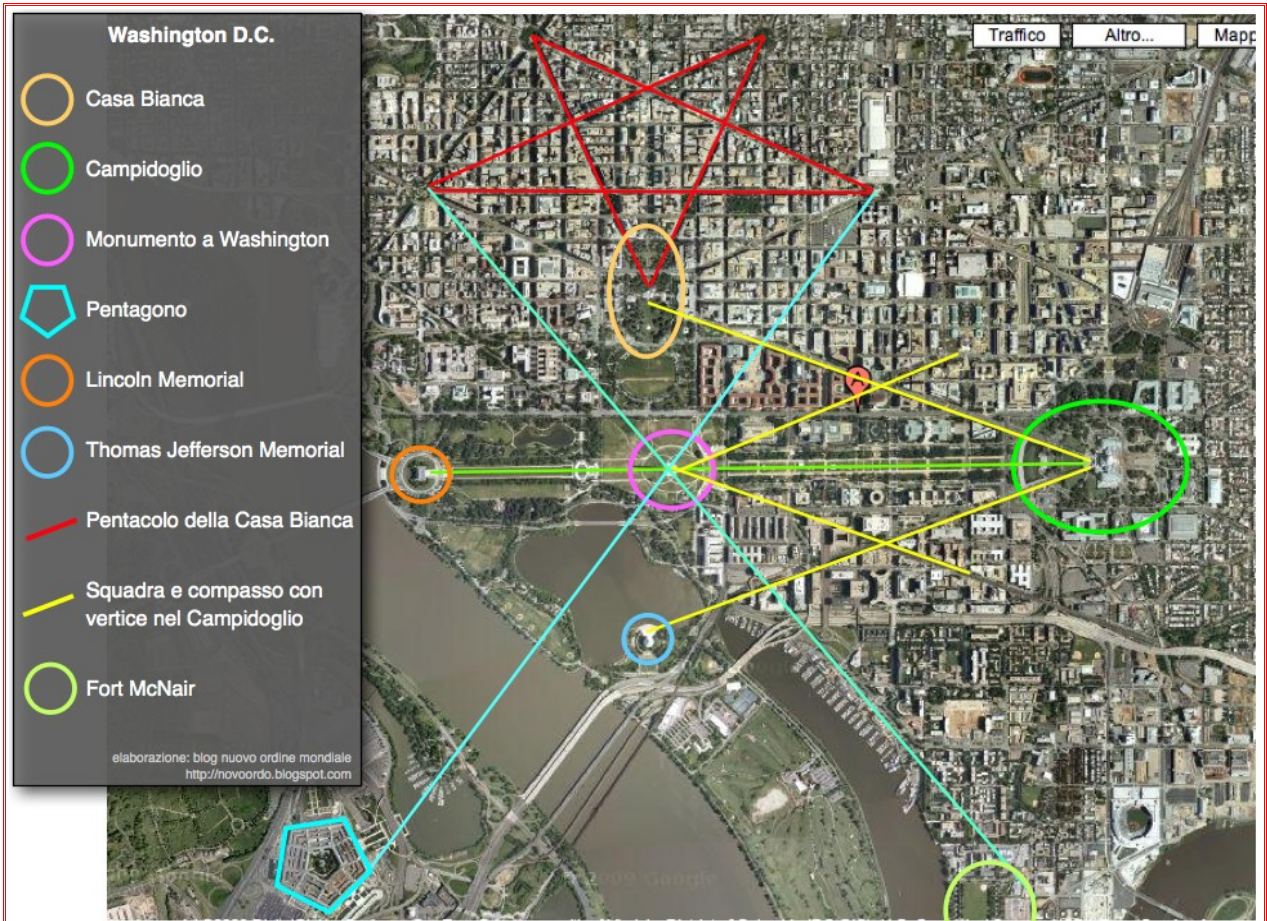 Washington D.C.
Casa Bianca
Campidoglio
Monumento a Washington
Pentagono
Lincoln Memorial
Thomas Jefferson Memorial
Pentacolo della Casa Bianca
Squadra e compasso con
vertice nel Campidoglio
Fort McNair
elaborazione: blog nuovo ordine mondiale
http://novoordo.blogspot.com
Traffico
Altro...
Mapp
A
2009 Google